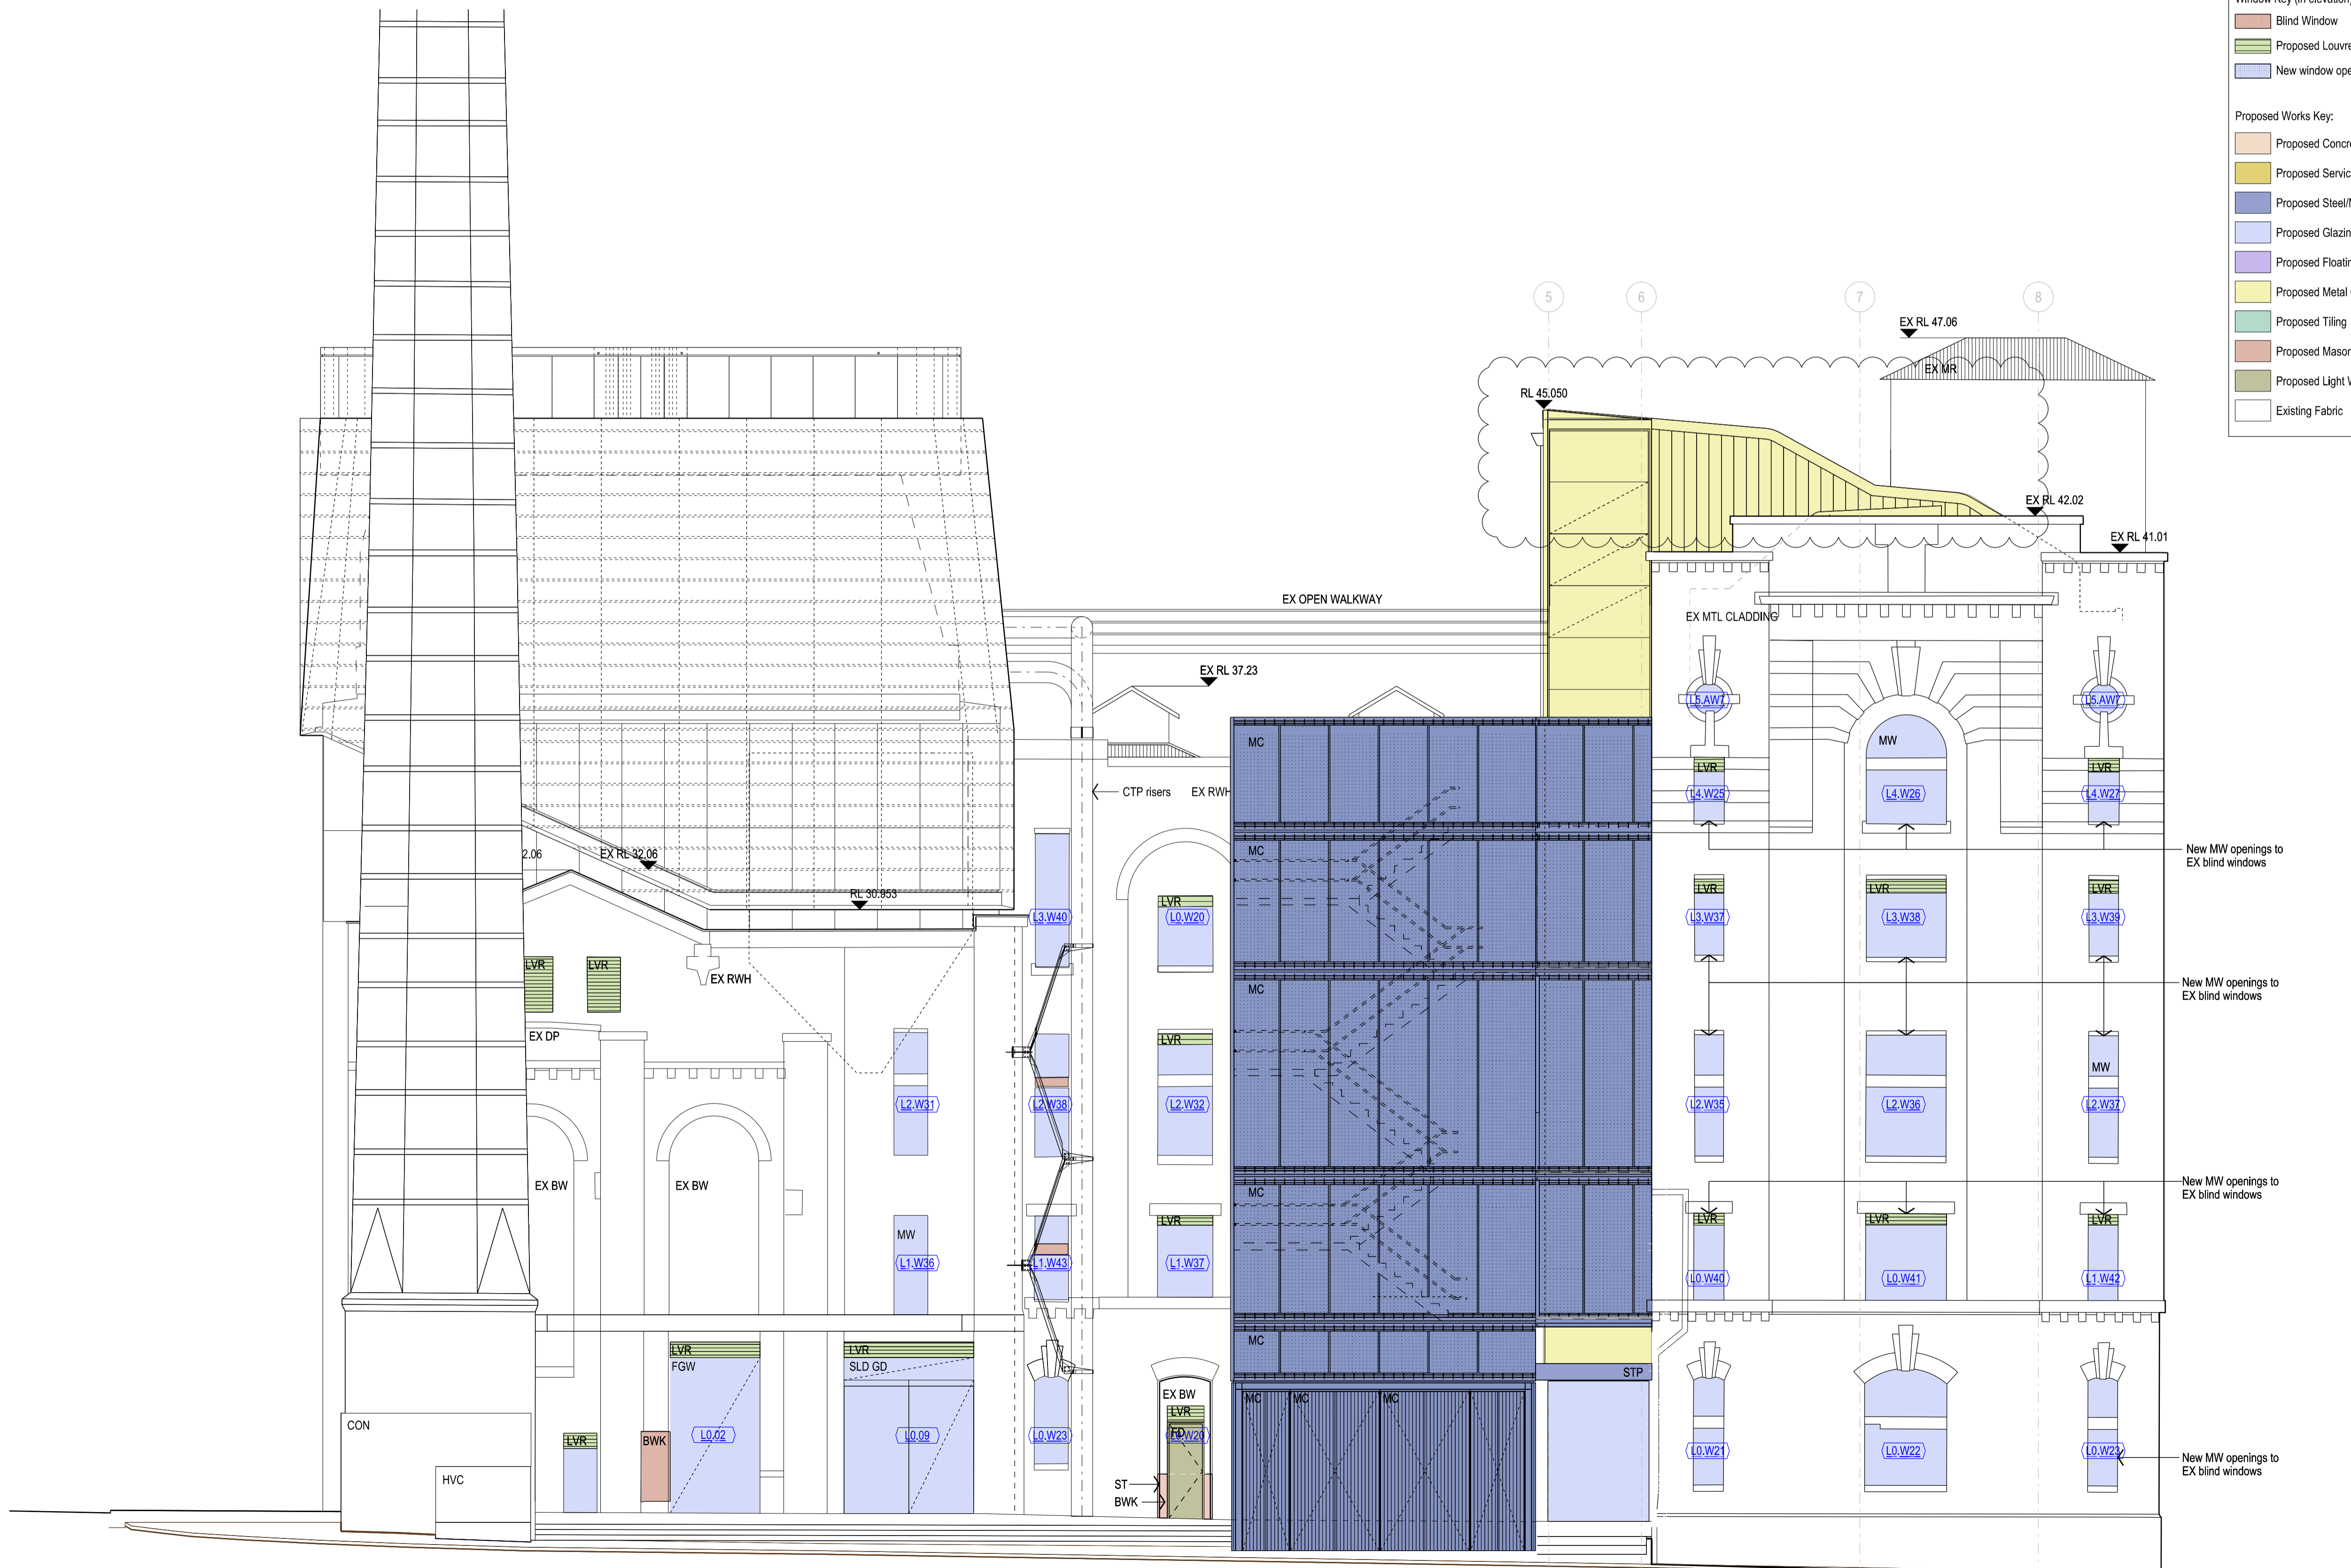 Blind Window
Proposed Louvre
New window ope
Proposed Works Key:
Proposed Concre
Proposed Servic
Proposed Steel/
Proposed Glazin
Proposed Floatin
Proposed Metal
Proposed Tiling
Proposed Mason
Proposed Light
Existing Fabric
5
6
7
8
EX RL 47.06
EX MR
RL 45.050
EX RL 42.02
EX RL 41.01
EX OPEN WALKWAY
EX MTL CLADDING
EX RL 37.23
L5.AW7
L5.AW7
MC
MW
LVR
LVR
CTP risers
EX RWH
L4.W25
L4.W26
L4.W27
2.06
EX RL 32.06
MC
New MW openings to
EX blind windows
RL 30.953
LVR
LVR
LVR
LVR
L3.W40
L0.W20
L3.W37
L3.W38
L3.W39
LVR
LVR
EX RWH
MC
New MW openings to
EX blind windows
EX DP
LVR
MW
L2.W31
L2.W38
L2.W32
L2.W35
L2.W36
L2.W37
EX BW
EX BW
MC
New MW openings to
EX blind windows
LVR
LVR
LVR
LVR
MW
L1.W36
L1.W43
L1.W37
L0.W40
L0.W41
L1.W42
LVR
FGW
LVR
SLD GD
MC
STP
EX BW
MC
MC
MC
LVR
CON
LVR
BWK
L0.02
L0.09
L0.W23
FD
L0.W20
L0.W21
L0.W22
L0.W23
New MW openings to
EX blind windows
HVC
ST
BWK